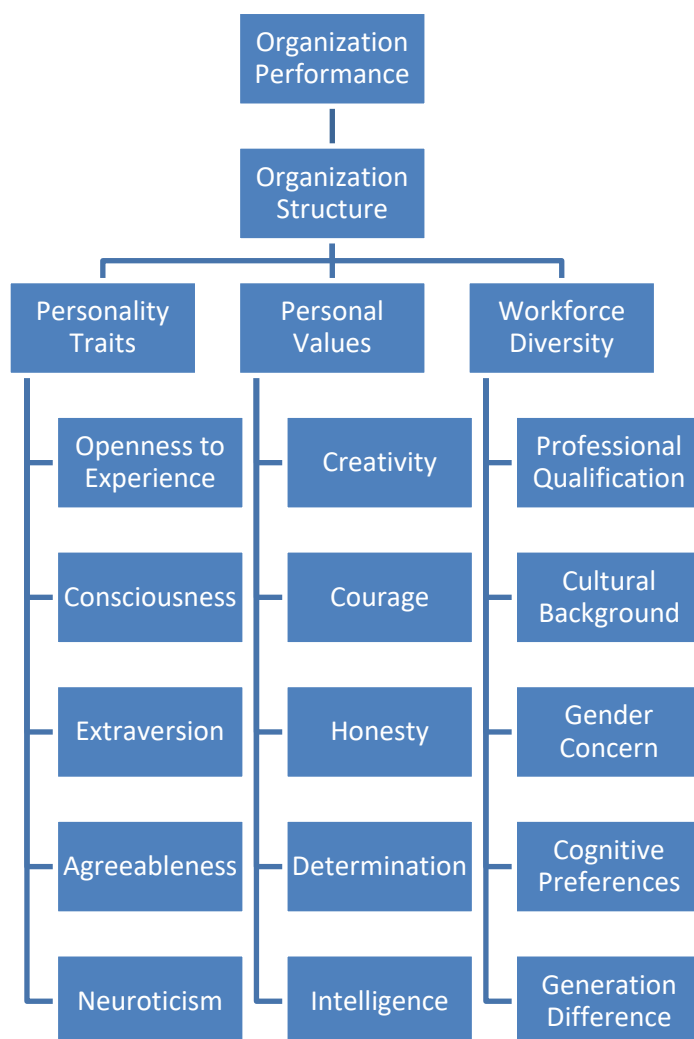 Organization
Performance
Organization
Structure
Personality
Traits
Personal
Values
Workforce
Diversity
Openness to
Experience
Creativity
Professional
Qualification
Consciousness
Courage
Cultural
Background
Extraversion
Honesty
Gender
Concern
Agreeableness
Determination
Cognitive
Preferences
Neuroticism
Intelligence
Generation
Difference